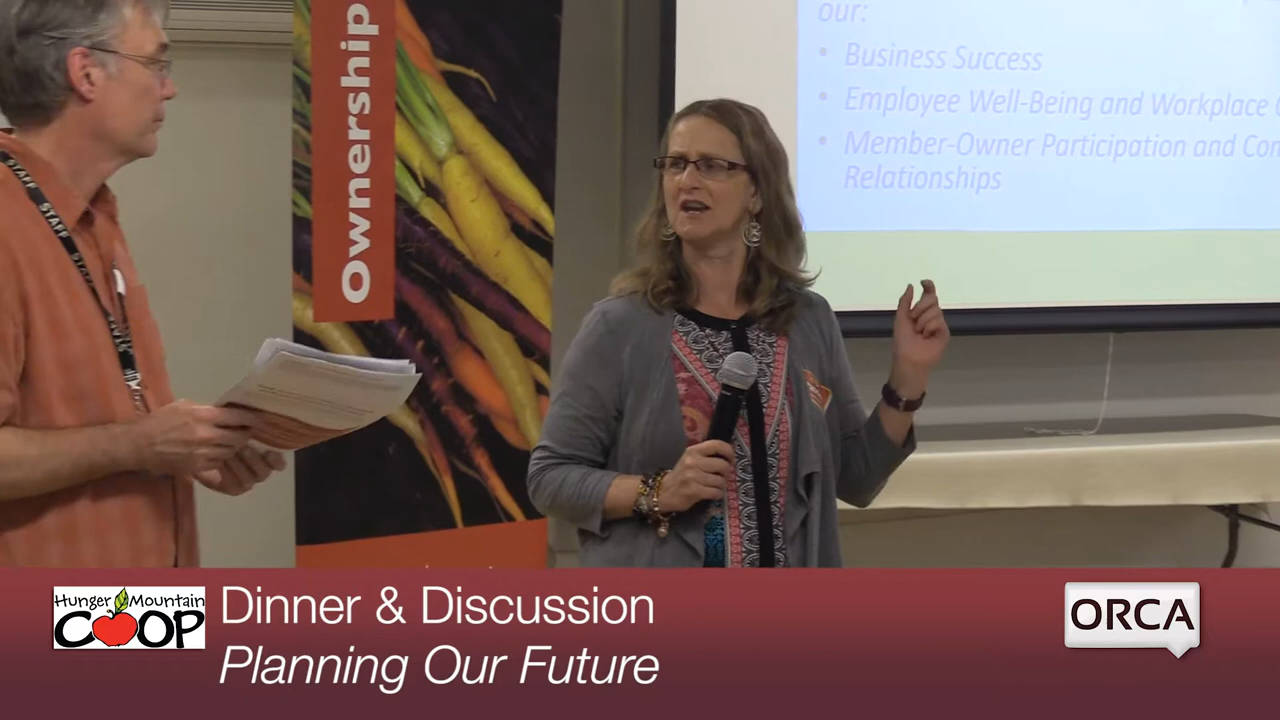 our:
• Business Success
• Employee Well-Being and Workplace
• Member-Owner Participation and
Relationships
Ownership
STAFF
STAFF
Hunger Mountain
COOP
Dinner & Discussion
Planning Our Future
ORCA